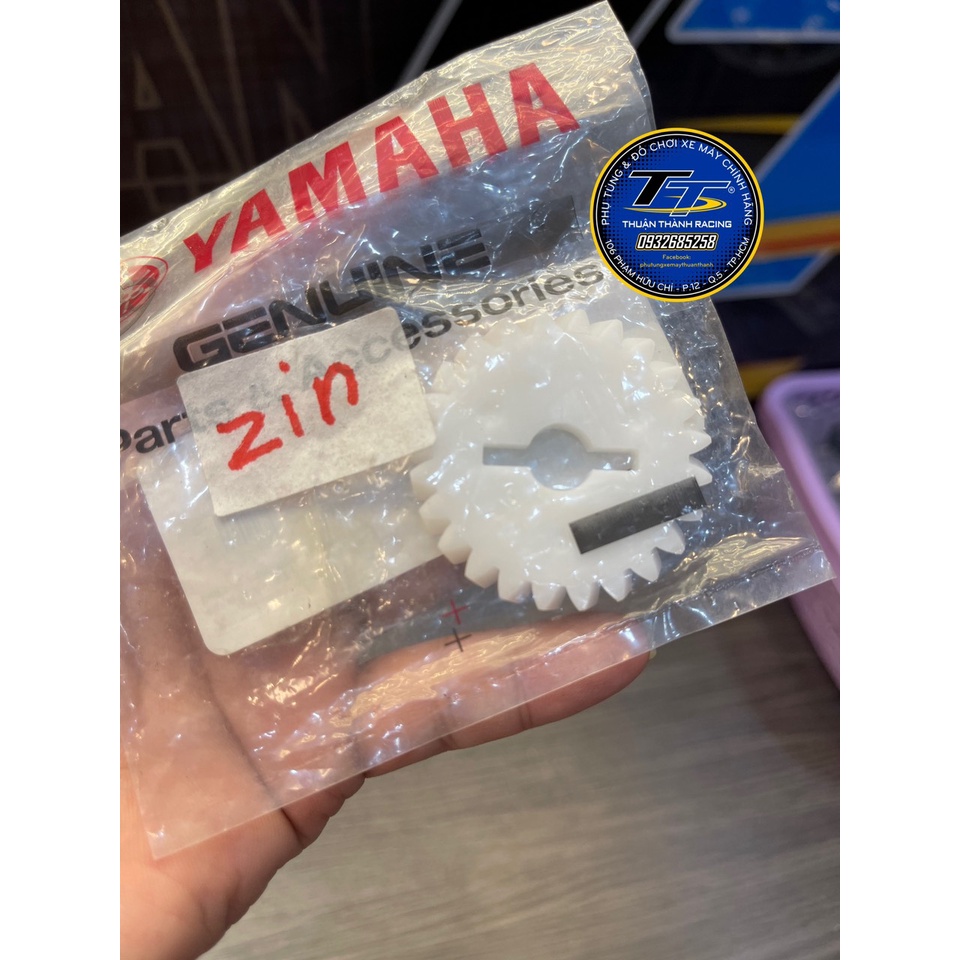 YAMAHA
GENUINE
Parts & Accessories
zin
PHỤ TÙNG & ĐỒ CHƠI XE MÁY CHÍNH HÃNG
TT®
THUẬN THÀNH RACING
0932685258
Facebook:
phutungxemaythuanthanh
106 PHẠM HỮU CHÍ - P.12 - Q.5 - TP.HCM